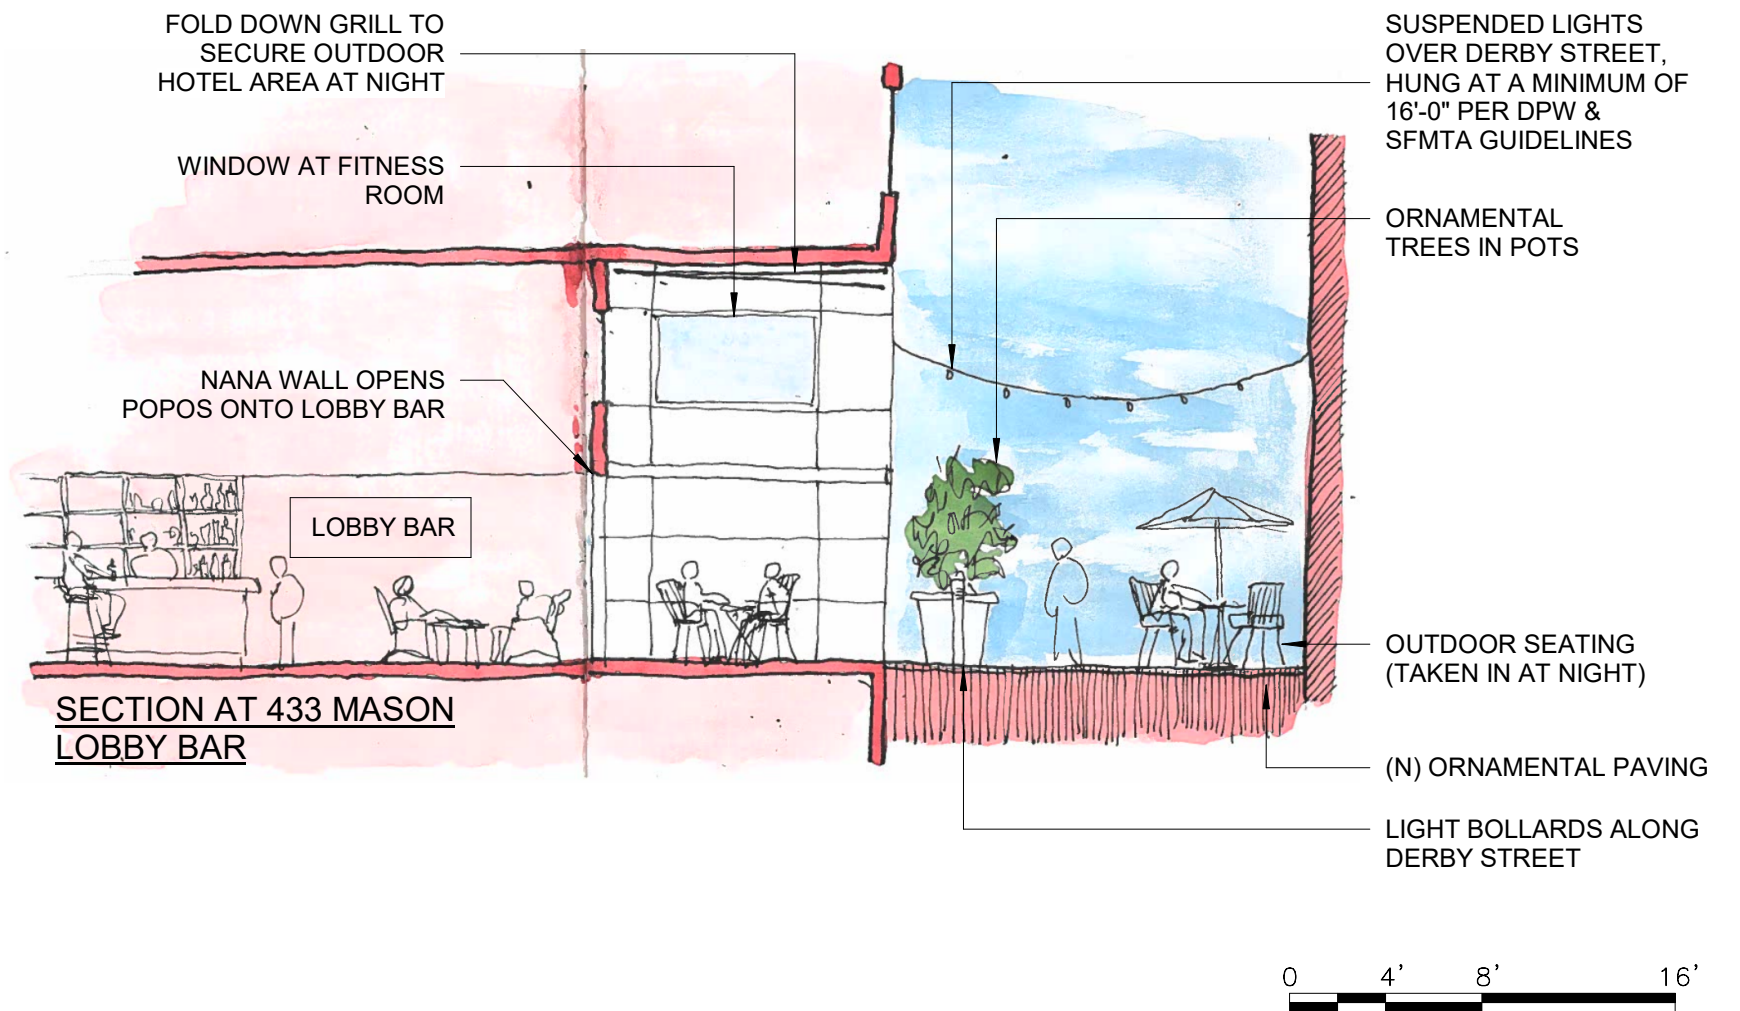 FOLD DOWN GRILL TO
SECURE OUTDOOR
HOTEL AREA AT NIGHT
WINDOW AT FITNESS
ROOM
NANA WALL OPENS
POPOS ONTO LOBBY BAR
LOBBY BAR
SECTION AT 433 MASON
LOBBY BAR
SUSPENDED LIGHTS
OVER DERBY STREET,
HUNG AT A MINIMUM OF
16'-0" PER DPW &
SFMTA GUIDELINES
ORNAMENTAL
TREES IN POTS
OUTDOOR SEATING
(TAKEN IN AT NIGHT)
(N) ORNAMENTAL PAVING
LIGHT BOLLARDS ALONG
DERBY STREET
0 4' 8' 16'